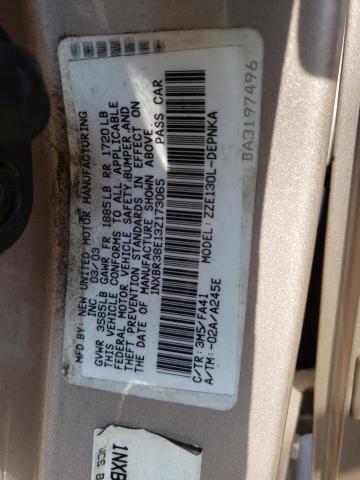 MFD BY: NEW UNITED MOTOR MANUFACTURING
INC. 03/03
GVWR 3585LB GAWR FR 1885LB RR 1720LB
THIS VEHICLE CONFORMS TO ALL APPLICABLE
FEDERAL MOTOR VEHICLE SAFETY, BUMPER, AND
THEFT PREVENTION STANDARDS IN EFFECT ON
THE DATE OF MANUFACTURE SHOWN ABOVE.
1NXBR38E13Z173065 PASS CAR
MODEL: ZZE130L-DEPNKA
C/TR: 3M5/FA41
A/TM: -02A/A245E
BA3197496
1NXB